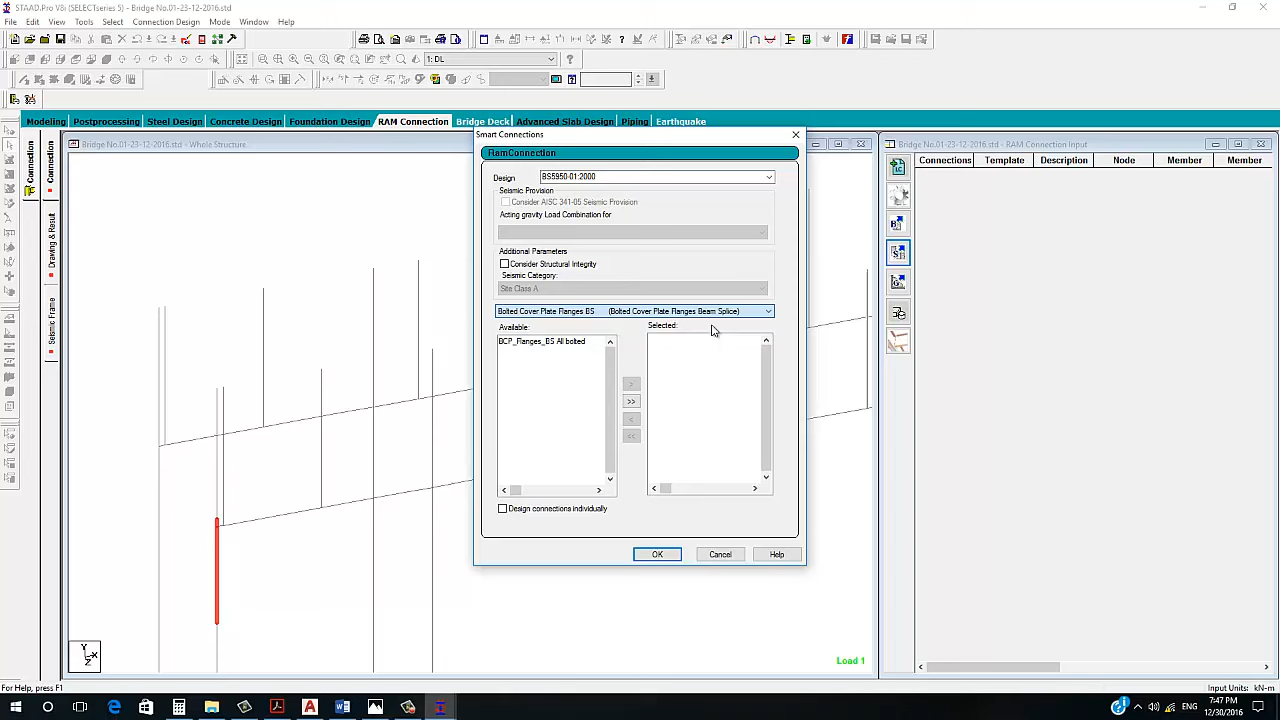 STAAD.Pro V8i (SELECTseries 5) - Bridge No.01-23-12-2016.std
File Edit View Tools Select Connection Design Mode Window Help
1: DL
Modeling Postprocessing Steel Design Concrete Design Foundation Design RAM Connection Bridge Deck Advanced Slab Design Piping Earthquake
Bridge No.01-23-12-2016.std - Whole Structure
Smart Connections
Bridge No.01-23-12-2016.std - RAM Connection Input
Connections Template Description Node Member Member
Connection
Drawing & Result
Seismic Frame
Connection
RamConnection
Design BS5950-01:2000
Seismic Provision
Consider AISC 341-05 Seismic Provision
Acting gravity Load Combination for
Additional Parameters
Consider Structural Integrity
Seismic Category:
Site Class A
Bolted Cover Plate Flanges BS (Bolted Cover Plate Flanges Beam Splice)
Available: Selected:
BCP_Flanges_BS All bolted
>
>>
<
<<
Design connections individually
OK Cancel Help
Y
X
Z
Load 1
For Help, press F1
Input Units: kN-m
ENG
7:47 PM
12/30/2016